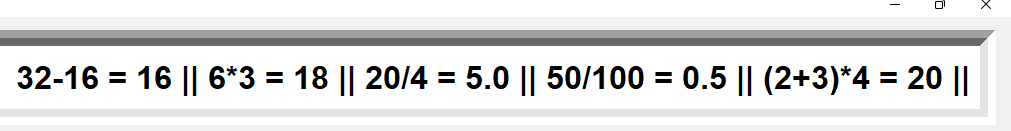 32-16 = 16 || 6*3 = 18 || 20/4 = 5.0 || 50/100 = 0.5 || (2+3)*4 = 20 ||